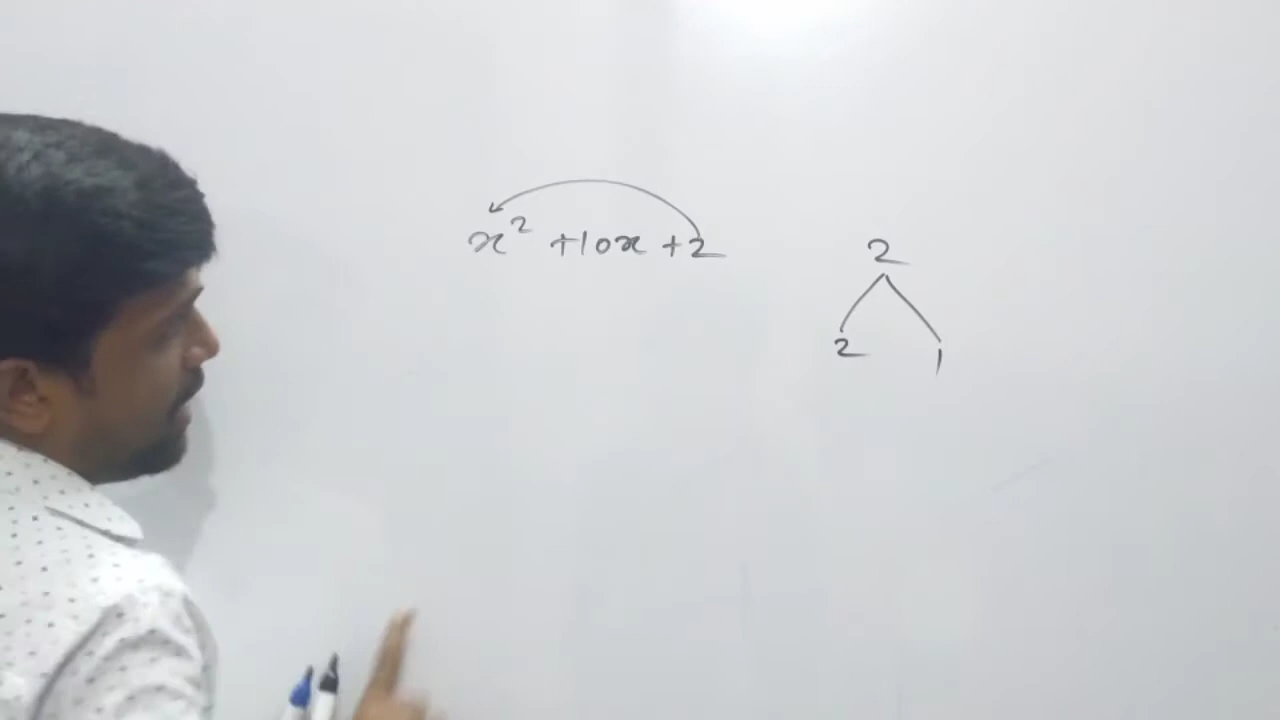 x² +10x +2
2
2 1